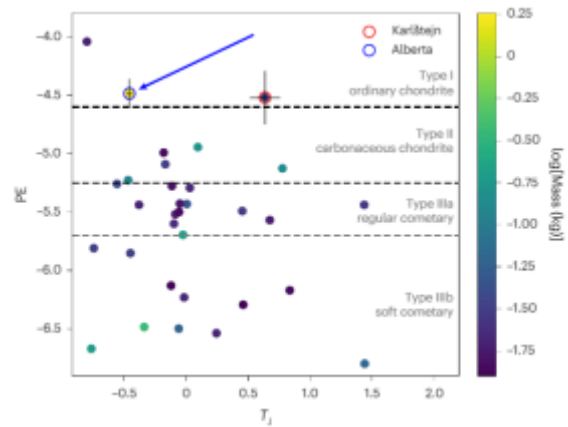 −4.0
−4.5
−5.0
−5.5
−6.0
−6.5
PE
Karlštejn
Alberta
Type I
ordinary chondrite
Type II
carbonaceous chondrite
Type IIIa
regular cometary
Type IIIb
soft cometary
−0.5 0 0.5 1.0 1.5 2.0
TJ
0.25
0
−0.25
−0.50
−0.75
−1.00
−1.25
−1.50
−1.75
log[Mass (kg)]